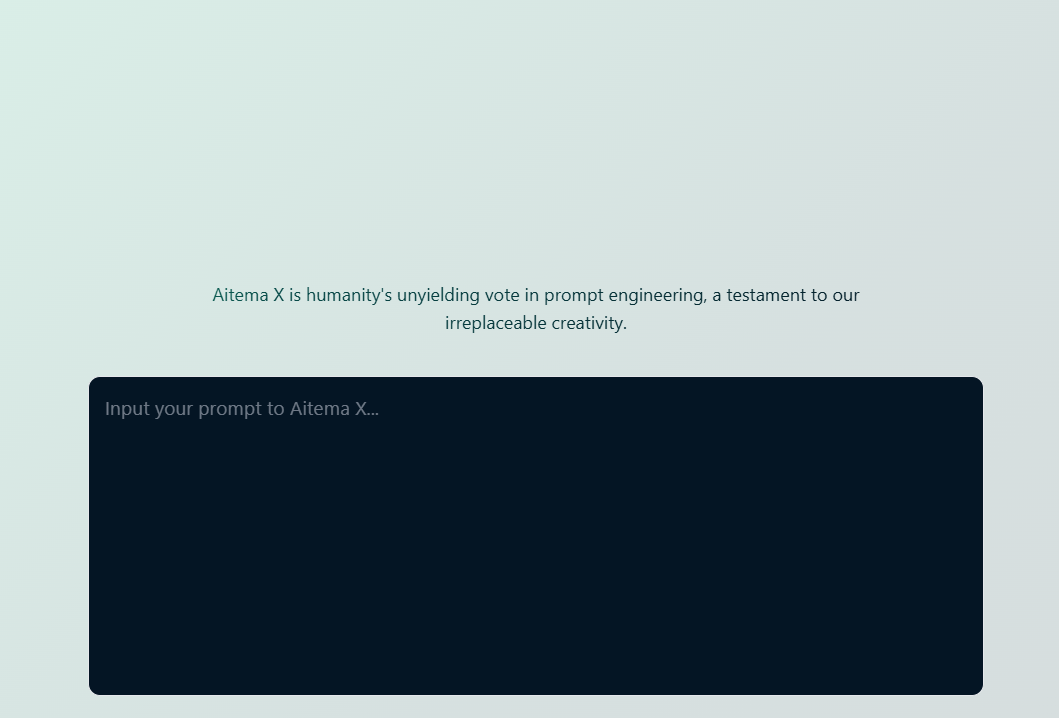 Aitema X is humanity's unyielding vote in prompt engineering, a testament to our
irreplaceable creativity.
Input your prompt to Aitema X...